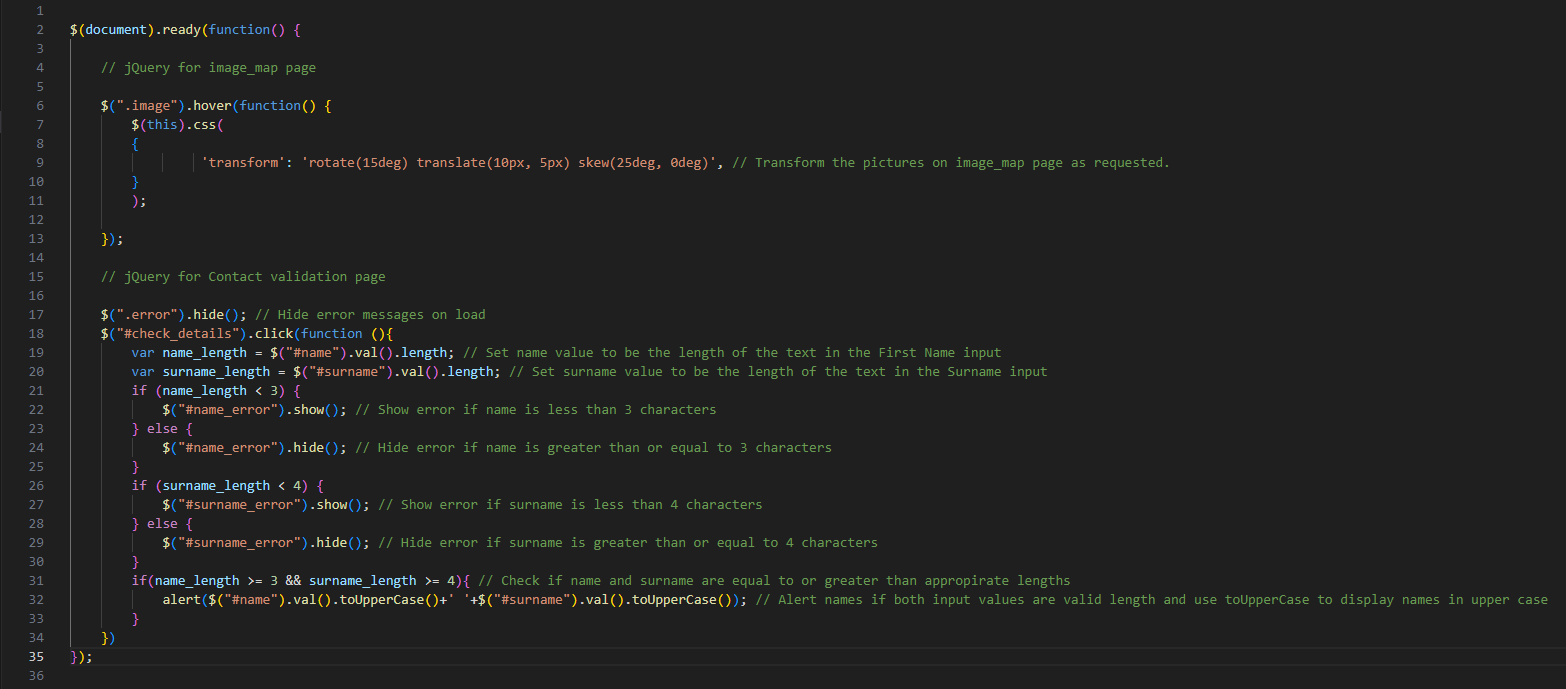 1
2 $(document).ready(function() {
3
4 // jQuery for image_map page
5
6 $(".image").hover(function() {
7 $(this).css(
8 {
9 'transform': 'rotate(15deg) translate(10px, 5px) skew(25deg, 0deg)', // Transform the pictures on image_map page as requested.
10 }
11 );
12
13 });
14
15 // jQuery for Contact validation page
16
17 $(".error").hide(); // Hide error messages on load
18 $("#check_details").click(function (){
19 var name_length = $("#name").val().length; // Set name value to be the length of the text in the First Name input
20 var surname_length = $("#surname").val().length; // Set surname value to be the length of the text in the Surname input
21 if (name_length < 3) {
22 $("#name_error").show(); // Show error if name is less than 3 characters
23 } else {
24 $("#name_error").hide(); // Hide error if name is greater than or equal to 3 characters
25 }
26 if (surname_length < 4) {
27 $("#surname_error").show(); // Show error if surname is less than 4 characters
28 } else {
29 $("#surname_error").hide(); // Hide error if surname is greater than or equal to 4 characters
30 }
31 if(name_length >= 3 && surname_length >= 4){ // Check if name and surname are equal to or greater than appropirate lengths
32 alert($("#name").val().toUpperCase()+' '+$("#surname").val().toUpperCase()); // Alert names if both input values are valid length and use toUpperCase to display names in upper case
33 }
34 })
35 });
36